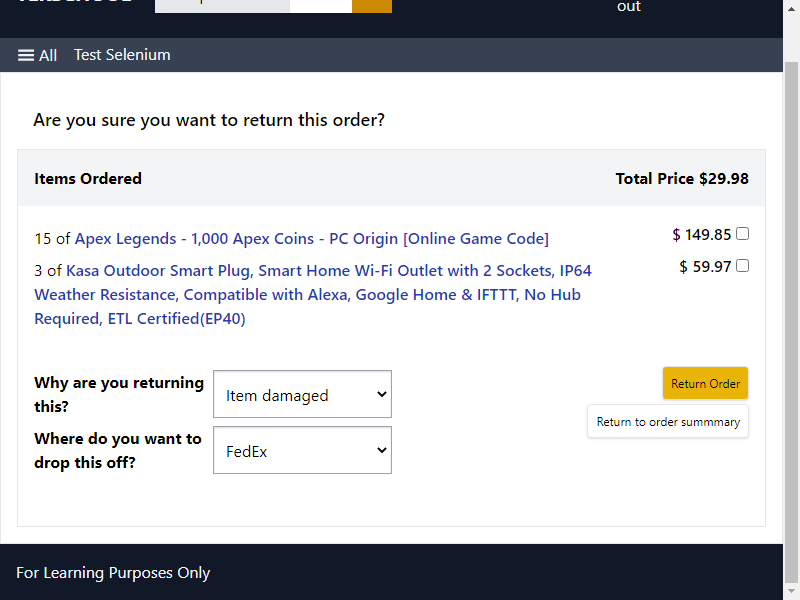 out
All Test Selenium
Are you sure you want to return this order?
Items Ordered Total Price $29.98
15 of Apex Legends - 1,000 Apex Coins - PC Origin [Online Game Code] $ 149.85
3 of Kasa Outdoor Smart Plug, Smart Home Wi-Fi Outlet with 2 Sockets, IP64 $ 59.97
Weather Resistance, Compatible with Alexa, Google Home & IFTTT, No Hub
Required, ETL Certified(EP40)
Why are you returning
this?
Item damaged
Return Order
Return to order summmary
Where do you want to
drop this off?
FedEx
For Learning Purposes Only